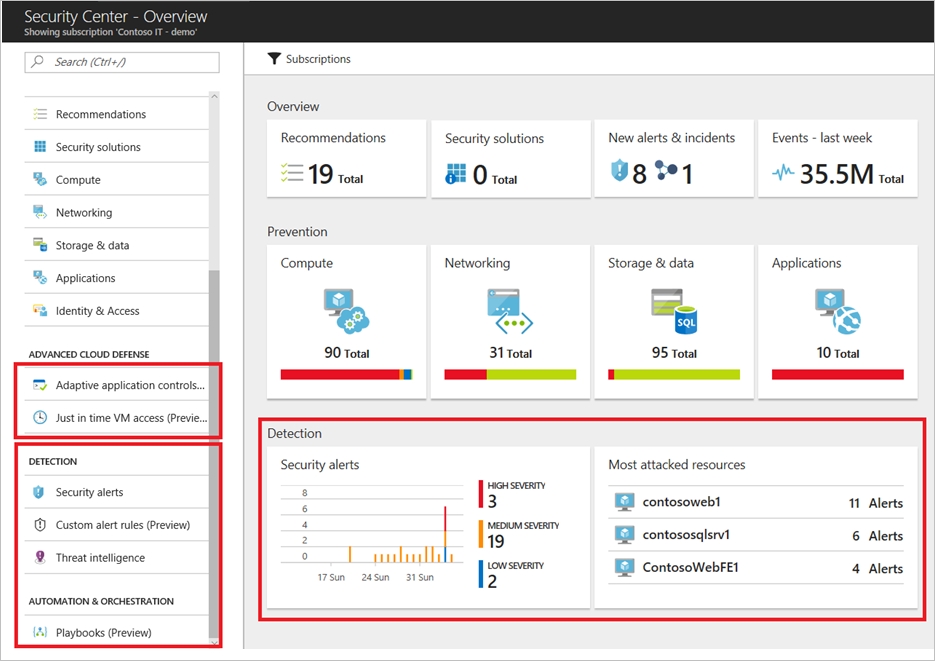 Security Center - Overview
Showing subscription 'Contoso IT - demo'
Search (Ctrl+/)
Recommendations
Security solutions
Compute
Networking
Storage & data
Applications
Identity & Access
ADVANCED CLOUD DEFENSE
Adaptive application controls...
Just in time VM access (Previe...
DETECTION
Security alerts
Custom alert rules (Preview)
Threat intelligence
AUTOMATION & ORCHESTRATION
Playbooks (Preview)
Subscriptions
Overview
Recommendations
19 Total
Security solutions
0 Total
New alerts & incidents
8 1
Events - last week
35.5M Total
Prevention
Compute
90 Total
Networking
31 Total
Storage & data
SQL
95 Total
Applications
10 Total
Detection
Security alerts
8
6
4
2
0
17 Sun 24 Sun 31 Sun
HIGH SEVERITY
3
MEDIUM SEVERITY
19
LOW SEVERITY
2
Most attacked resources
contosoweb1 11 Alerts
contososqlsrv1 6 Alerts
ContosoWebFE1 4 Alerts